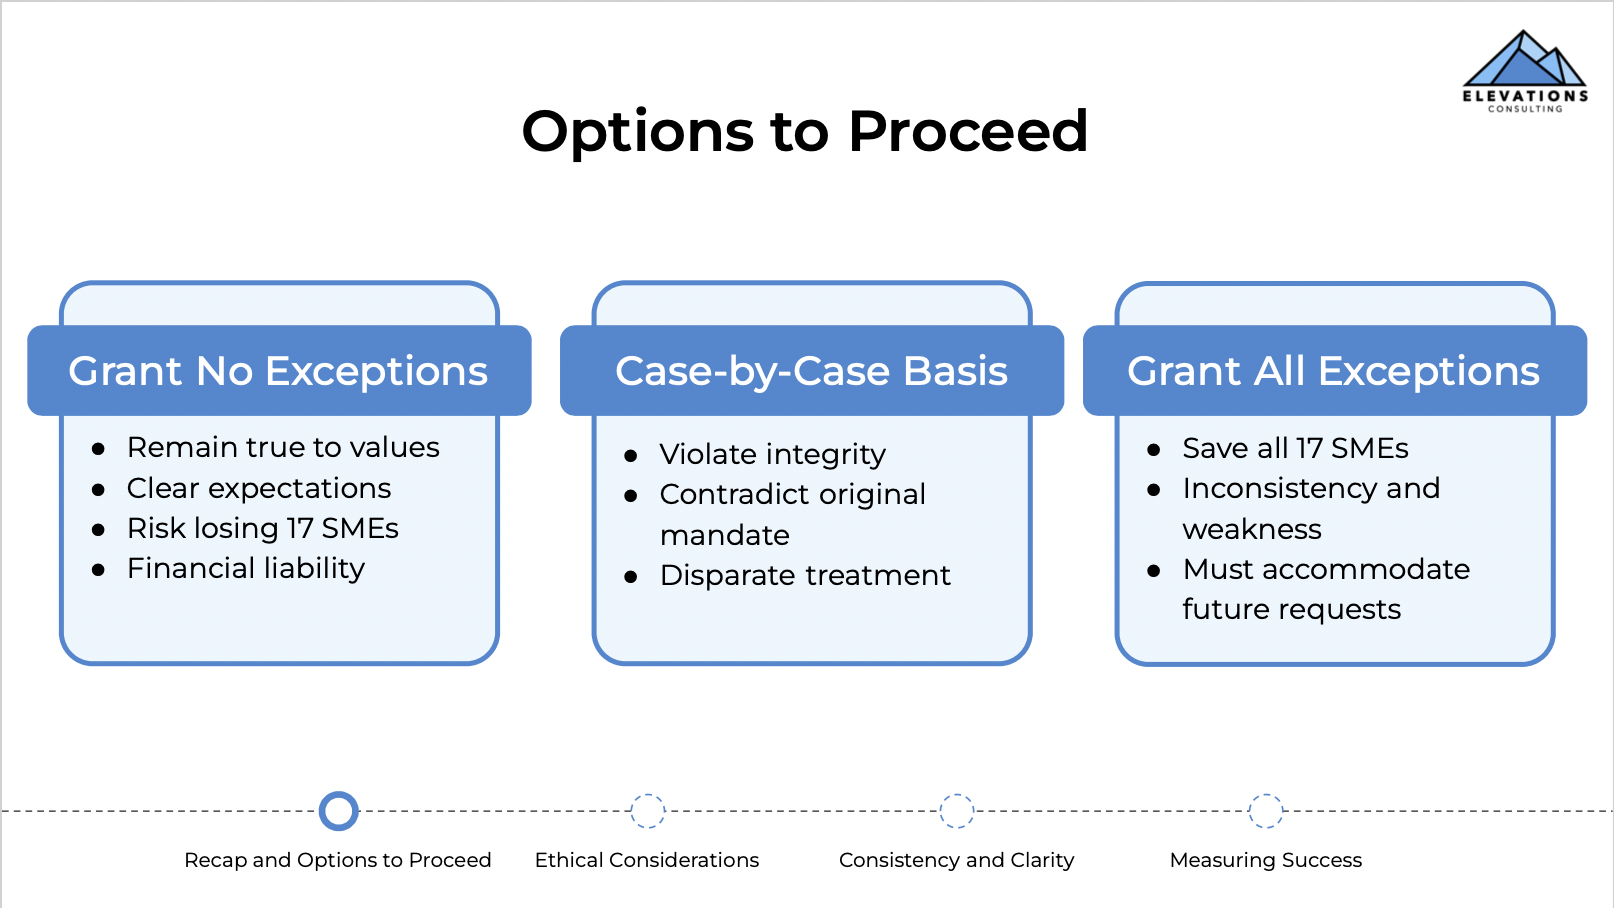 ELEVATIONS
CONSULTING
Options to Proceed
Grant No Exceptions
● Remain true to values
● Clear expectations
● Risk losing 17 SMEs
● Financial liability
Case-by-Case Basis
● Violate integrity
● Contradict original
mandate
● Disparate treatment
Grant All Exceptions
● Save all 17 SMEs
● Inconsistency and
weakness
● Must accommodate
future requests
Recap and Options to Proceed
Ethical Considerations
Consistency and Clarity
Measuring Success